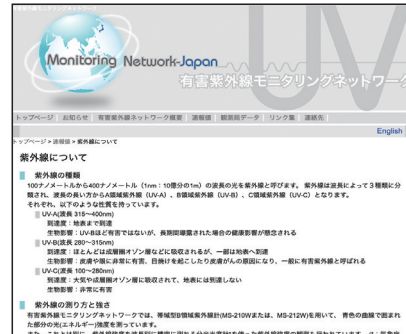 Monitoring Network-Japan
有害紫外線モニタリングネットワーク
トップページ | お知らせ | 有害紫外線ネットワーク概要 | 速報値 | 観測局データ | リンク集 | 連絡先
English
トップページ > 速報値 > 紫外線について
紫外線について
紫外線の種類
100ナノメートルから400ナノメートル(1nm:10億分の1m)の波長の光を紫外線と呼びます。 紫外線は波長によって3種類に分
類され、波長の長い方からA領域紫外線(UV-A)、B領域紫外線(UV-B)、C領域紫外線(UV-C)となります。
それぞれ、以下のような性質を持っています。
UV-A(波長 315〜400nm)
到達度:地表まで到達
生物影響:UV-Bほど有害ではないが、長期間曝露された場合の健康影響が懸念される
UV-B(波長 280〜315nm)
到達度:ほとんどは成層圏オゾン層などに吸収されるが、一部は地表へ到達
生物影響:皮膚や眼に非常に有害、日焼けを起こしたり皮膚がんの原因になり、一般に有害紫外線と呼ばれる
UV-C(波長 100〜280nm)
到達度:大気や成層圏オゾン層に吸収されて、地表には到達しない
生物影響:非常に有害
紫外線の測り方と強さ
有害紫外線モニタリングネットワークでは、帯域型B領域紫外線計(MS-210WまたはMS-212W)を用いて、青色の曲線で囲まれ
た部分の光(エネルギー)強度を測っています。